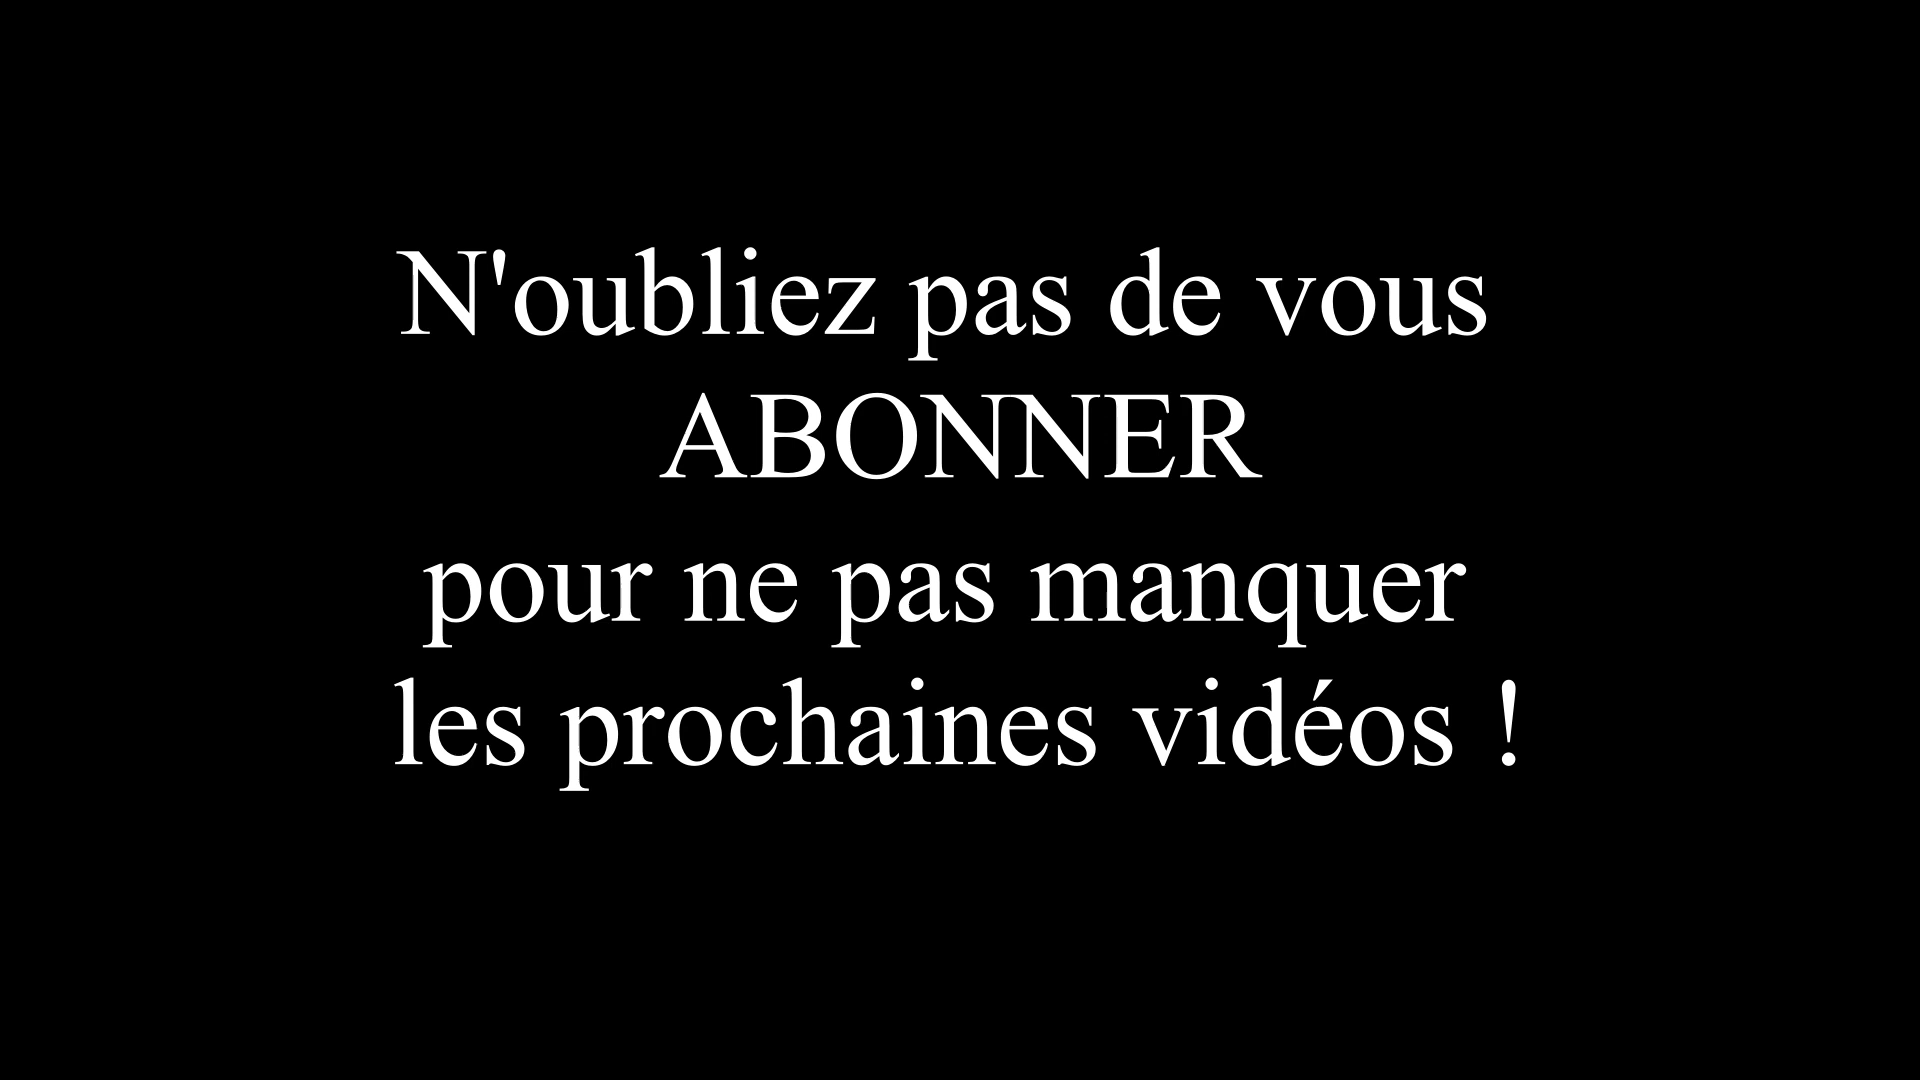 N'oubliez pas de vous
ABONNER
pour ne pas manquer
les prochaines vidéos !